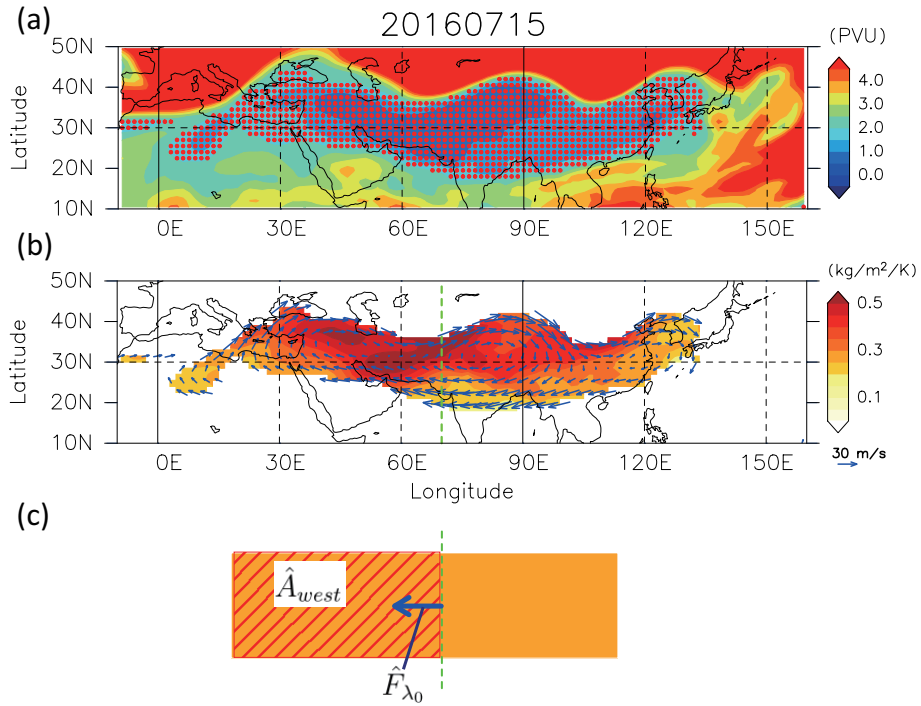 (a)
20160715
(PVU)
50N
40N
30N
20N
10N
Latitude
4.0
3.0
2.0
1.0
0.0
0E
30E
60E
90E
120E
150E
(b)
(kg/m²/K)
50N
40N
30N
20N
10N
Latitude
0.5
0.3
0.1
30 m/s
0E
30E
60E
90E
120E
150E
Longitude
(c)
Â_west
F̂_λ₀